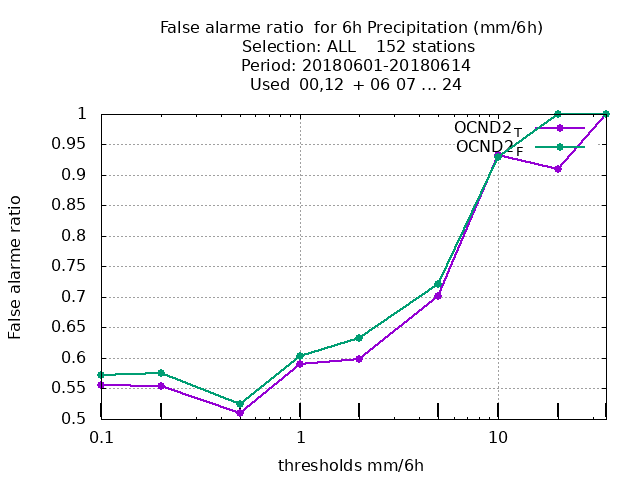 False alarme ratio  for 6h Precipitation (mm/6h)
Selection: ALL    152 stations
Period: 20180601-20180614
Used  00,12  + 06 07 ... 24
1
0.95
0.9
0.85
0.8
0.75
0.7
0.65
0.6
0.55
0.5
False alarme ratio
OCND2_T
OCND2_F
0.1
1
10
thresholds mm/6h